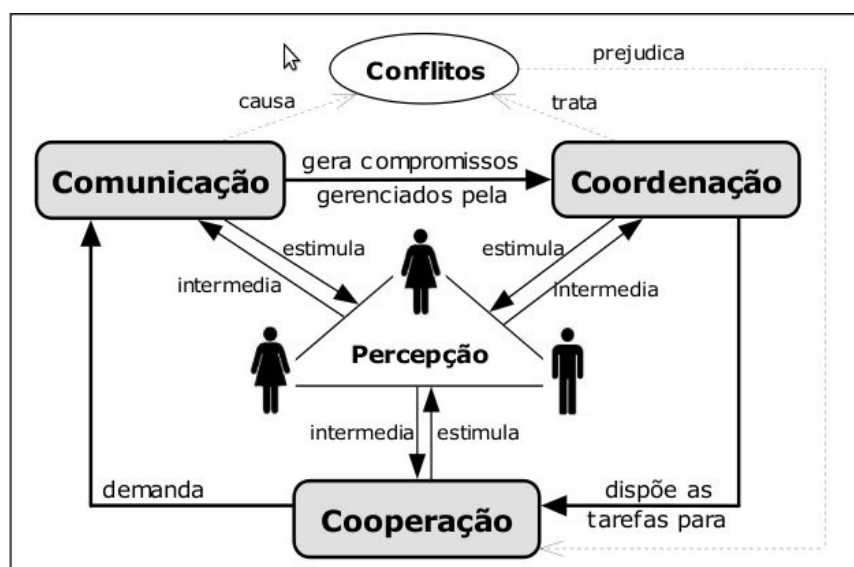 Conflitos
prejudica
causa
trata
Comunicação
gera compromissos
gerenciados pela
Coordenação
estimula
intermedia
estimula
intermedia
Percepção
intermedia
estimula
demanda
Cooperação
dispõe as
tarefas para